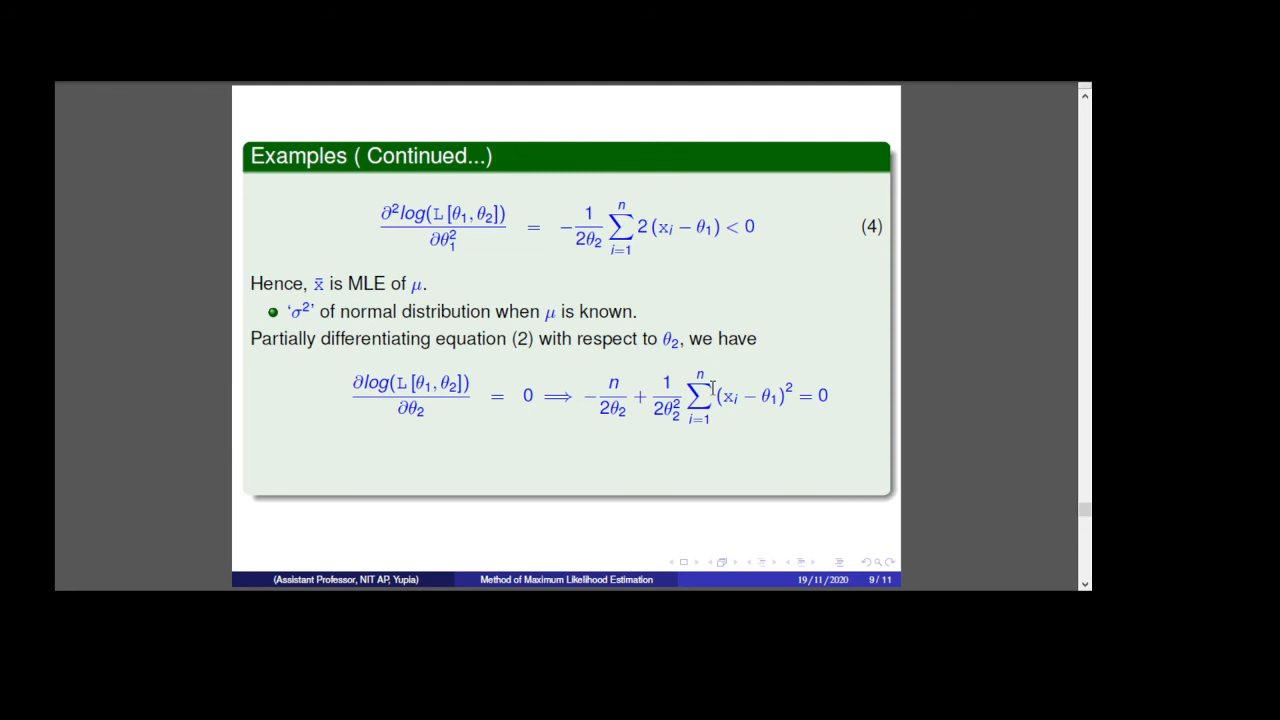 Examples ( Continued...)
∂²log(L [θ₁, θ₂]) / ∂θ₁² = −1/(2θ₂) ∑ⁿᵢ₌₁ 2 (xᵢ − θ₁) < 0 (4)
Hence, x̄ is MLE of μ.
‘σ²’ of normal distribution when μ is known.
Partially differentiating equation (2) with respect to θ₂, we have
∂log(L [θ₁, θ₂]) / ∂θ₂ = 0 ⟹ −n/(2θ₂) + 1/(2θ₂²) ∑ⁿᵢ₌₁ (xᵢ − θ₁)² = 0
(Assistant Professor, NIT AP, Yupia) Method of Maximum Likelihood Estimation 19/11/2020 9 / 11